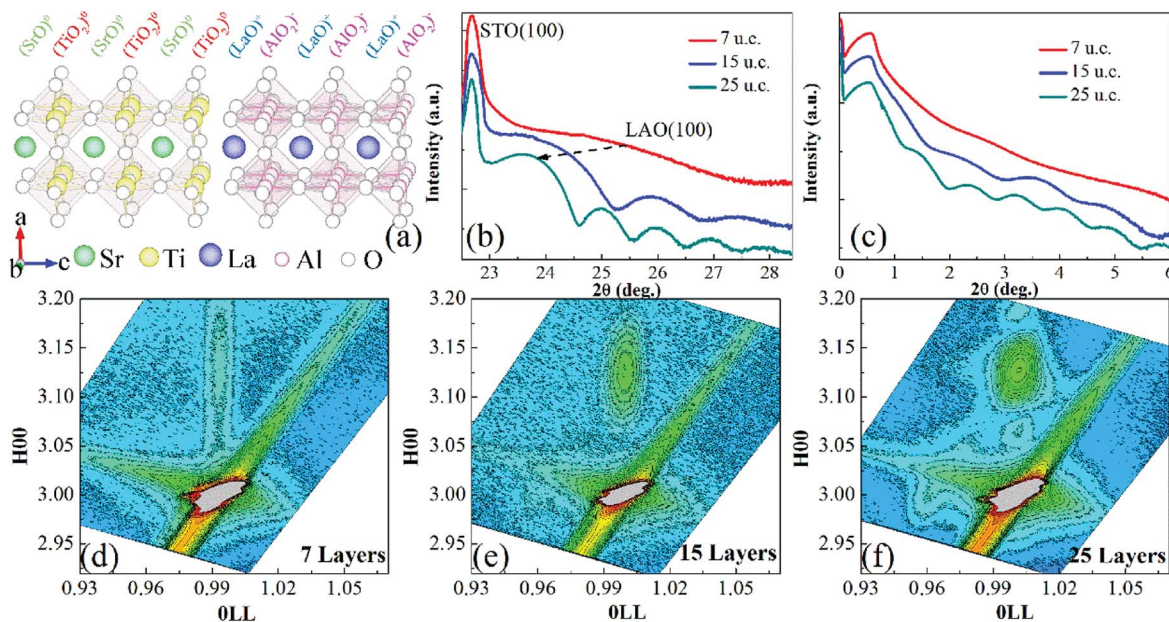 (SrO)⁰ (TiO₂)⁰ (SrO)⁰ (TiO₂)⁰ (SrO)⁰ (TiO₂)⁰ (LaO)⁺ (AlO₂)⁻ (LaO)⁺ (AlO₂)⁻ (LaO)⁺ (AlO₂)⁻
a
b
c
(a)
Sr Ti La Al O
Intensity (a.u.)
STO(100)
7 u.c.
15 u.c.
25 u.c.
LAO(100)
(b)
23 24 25 26 27 28
2θ (deg.)
Intensity (a.u.)
7 u.c.
15 u.c.
25 u.c.
(c)
0 1 2 3 4 5 6
2θ (deg.)
H00
3.20
3.15
3.10
3.05
3.00
2.95
(d)
7 Layers
0.93 0.96 0.99 1.02 1.05
0LL
H00
3.20
3.15
3.10
3.05
3.00
2.95
(e)
15 Layers
0.93 0.96 0.99 1.02 1.05
0LL
H00
3.20
3.15
3.10
3.05
3.00
2.95
(f)
25 Layers
0.93 0.96 0.99 1.02 1.05
0LL